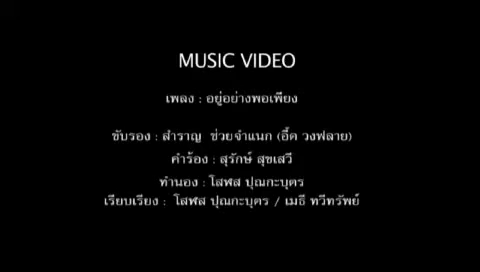 MUSIC VIDEO
เพลง : อยู่อย่างพอเพียง
ขับรอง : สำราญ ช่วยจำแนก (อี๊ด วงฟลาย)
คำร้อง : สุรักษ์ สุขเสวี
ทำนอง : โสฬส ปุณกะบุตร
เรียบเรียง : โสฬส ปุณกะบุตร / เมธี ทวีทรัพย์